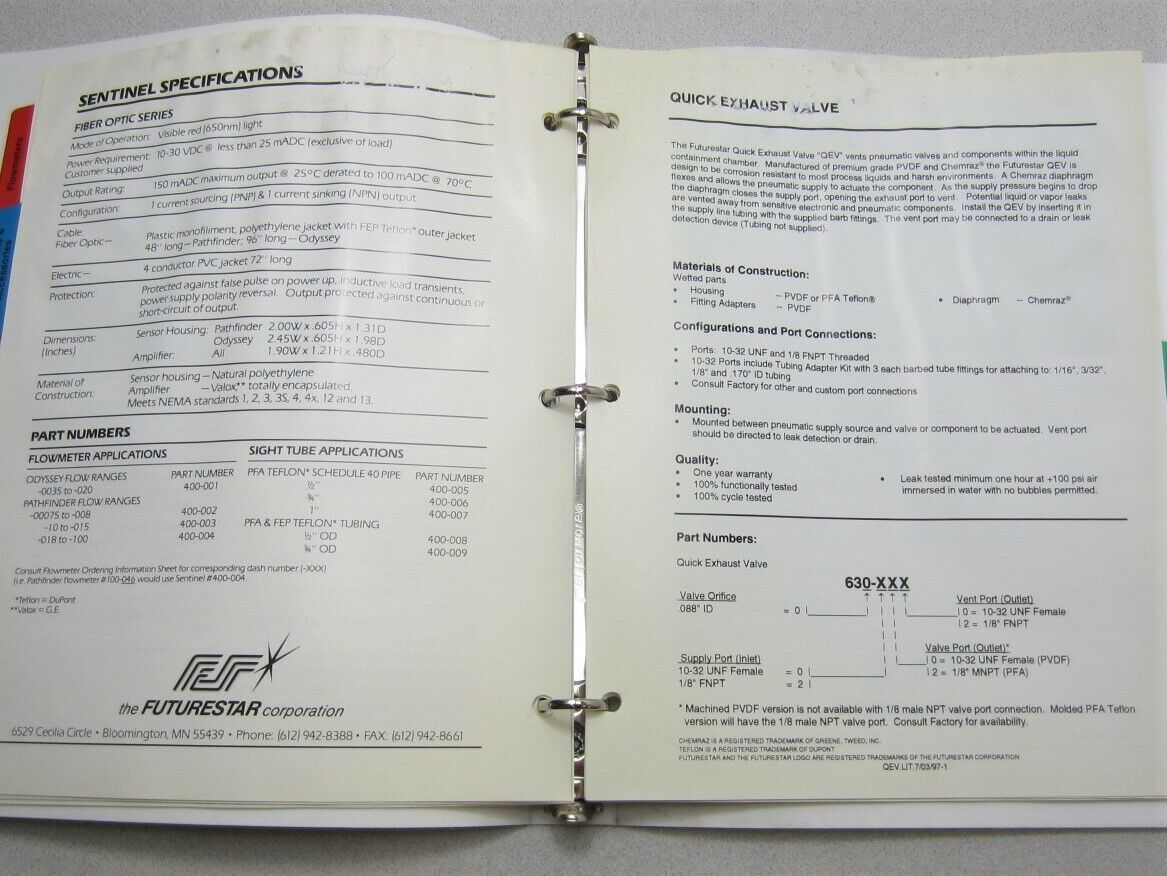 Flowmeters
SENTINEL SPECIFICATIONS
FIBER OPTIC SERIES
Mode of Operation: Visible red (650nm) light
Power Requirement: 10-30 VDC @ less than 25 mADC (exclusive of load)
Customer supplied
Output Rating: 150 mADC maximum output @ 25°C derated to 100 mADC @ 70°C
Configuration: 1 current sourcing (PNP) & 1 current sinking (NPN) output
Cable:
Fiber Optic— Plastic monofiliment, polyethylene jacket with FEP Teflon* outer jacket
48" long—Pathfinder; 96" long—Odyssey
Electric— 4 conductor PVC jacket 72" long
Protection: Protected against false pulse on power up, inductive load transients,
power supply polarity reversal. Output protected against continuous or
short-circuit of output.
Dimensions: Sensor Housing: Pathfinder 2.00W x .605H x 1.31D
(Inches) Odyssey 2.45W x .605H x 1.98D
Amplifier: All 1.90W x 1.21H x .480D
Material of Sensor housing—Natural polyethylene
Construction: Amplifier —Valox,** totally encapsulated.
Meets NEMA standards 1, 2, 3, 3S, 4, 4x, 12 and 13.
PART NUMBERS
FLOWMETER APPLICATIONS
ODYSSEY FLOW RANGES PART NUMBER
-0035 to -020 400-001
PATHFINDER FLOW RANGES
-00075 to -008 400-002
-10 to -015 400-003
-018 to -100 400-004
SIGHT TUBE APPLICATIONS
PFA TEFLON* SCHEDULE 40 PIPE PART NUMBER
½" 400-005
¾" 400-006
1" 400-007
PFA & FEP TEFLON* TUBING
½" OD 400-008
¾" OD 400-009
Consult Flowmeter Ordering Information Sheet for corresponding dash number (-XXX)
(i.e. Pathfinder flowmeter #100-046 would use Sentinel #400-004.
*Teflon = DuPont
**Valox = G.E.
the FUTURESTAR corporation
6529 Cecilia Circle • Bloomington, MN 55439 • Phone: (612) 942-8388 • FAX: (612) 942-8661
QUICK EXHAUST VALVE
The Futurestar Quick Exhaust Valve "QEV" vents pneumatic valves and components within the liquid
containment chamber. Manufactured of premium grade PVDF and Chemraz® the Futurestar QEV is
design to be corrosion resistant to most process liquids and harsh environments. A Chemraz diaphragm
flexes and allows the pneumatic supply to actuate the component. As the supply pressure begins to drop
the diaphragm closes the supply port, opening the exhaust port to vent. Potential liquid or vapor leaks
are vented away from sensitive electronic and pneumatic components. Install the QEV by inserting it in
the supply line tubing with the supplied barb fittings. The vent port may be connected to a drain or leak
detection device (Tubing not supplied).
Materials of Construction:
Wetted parts
• Housing -- PVDF or PFA Teflon® • Diaphragm -- Chemraz®
• Fitting Adapters -- PVDF
Configurations and Port Connections:
• Ports: 10-32 UNF and 1/8 FNPT Threaded
• 10-32 Ports include Tubing Adapter Kit with 3 each barbed tube fittings for attaching to: 1/16", 3/32",
1/8" and .170" ID tubing
• Consult Factory for other and custom port connections
Mounting:
• Mounted between pneumatic supply source and valve or component to be actuated. Vent port
should be directed to leak detection or drain.
Quality:
• One year warranty • Leak tested minimum one hour at +100 psi air
• 100% functionally tested immersed in water with no bubbles permitted.
• 100% cycle tested
Part Numbers:
Quick Exhaust Valve
630-XXX
Valve Orifice Vent Port (Outlet)
.088" ID = 0 0 = 10-32 UNF Female
2 = 1/8" FNPT
Valve Port (Outlet)*
Supply Port (Inlet) 0 = 10-32 UNF Female (PVDF)
10-32 UNF Female = 0 2 = 1/8" MNPT (PFA)
1/8" FNPT = 2
* Machined PVDF version is not available with 1/8 male NPT valve port connection. Molded PFA Teflon
version will have the 1/8 male NPT valve port. Consult Factory for availability.
CHEMRAZ IS A REGISTERED TRADEMARK OF GREENE, TWEED, INC.
TEFLON IS A REGISTERED TRADEMARK OF DUPONT
FUTURESTAR AND THE FUTURESTAR LOGO ARE REGISTERED TRADEMARKS OF THE FUTURESTAR CORPORATION
QEV.LIT.7/03/97-1